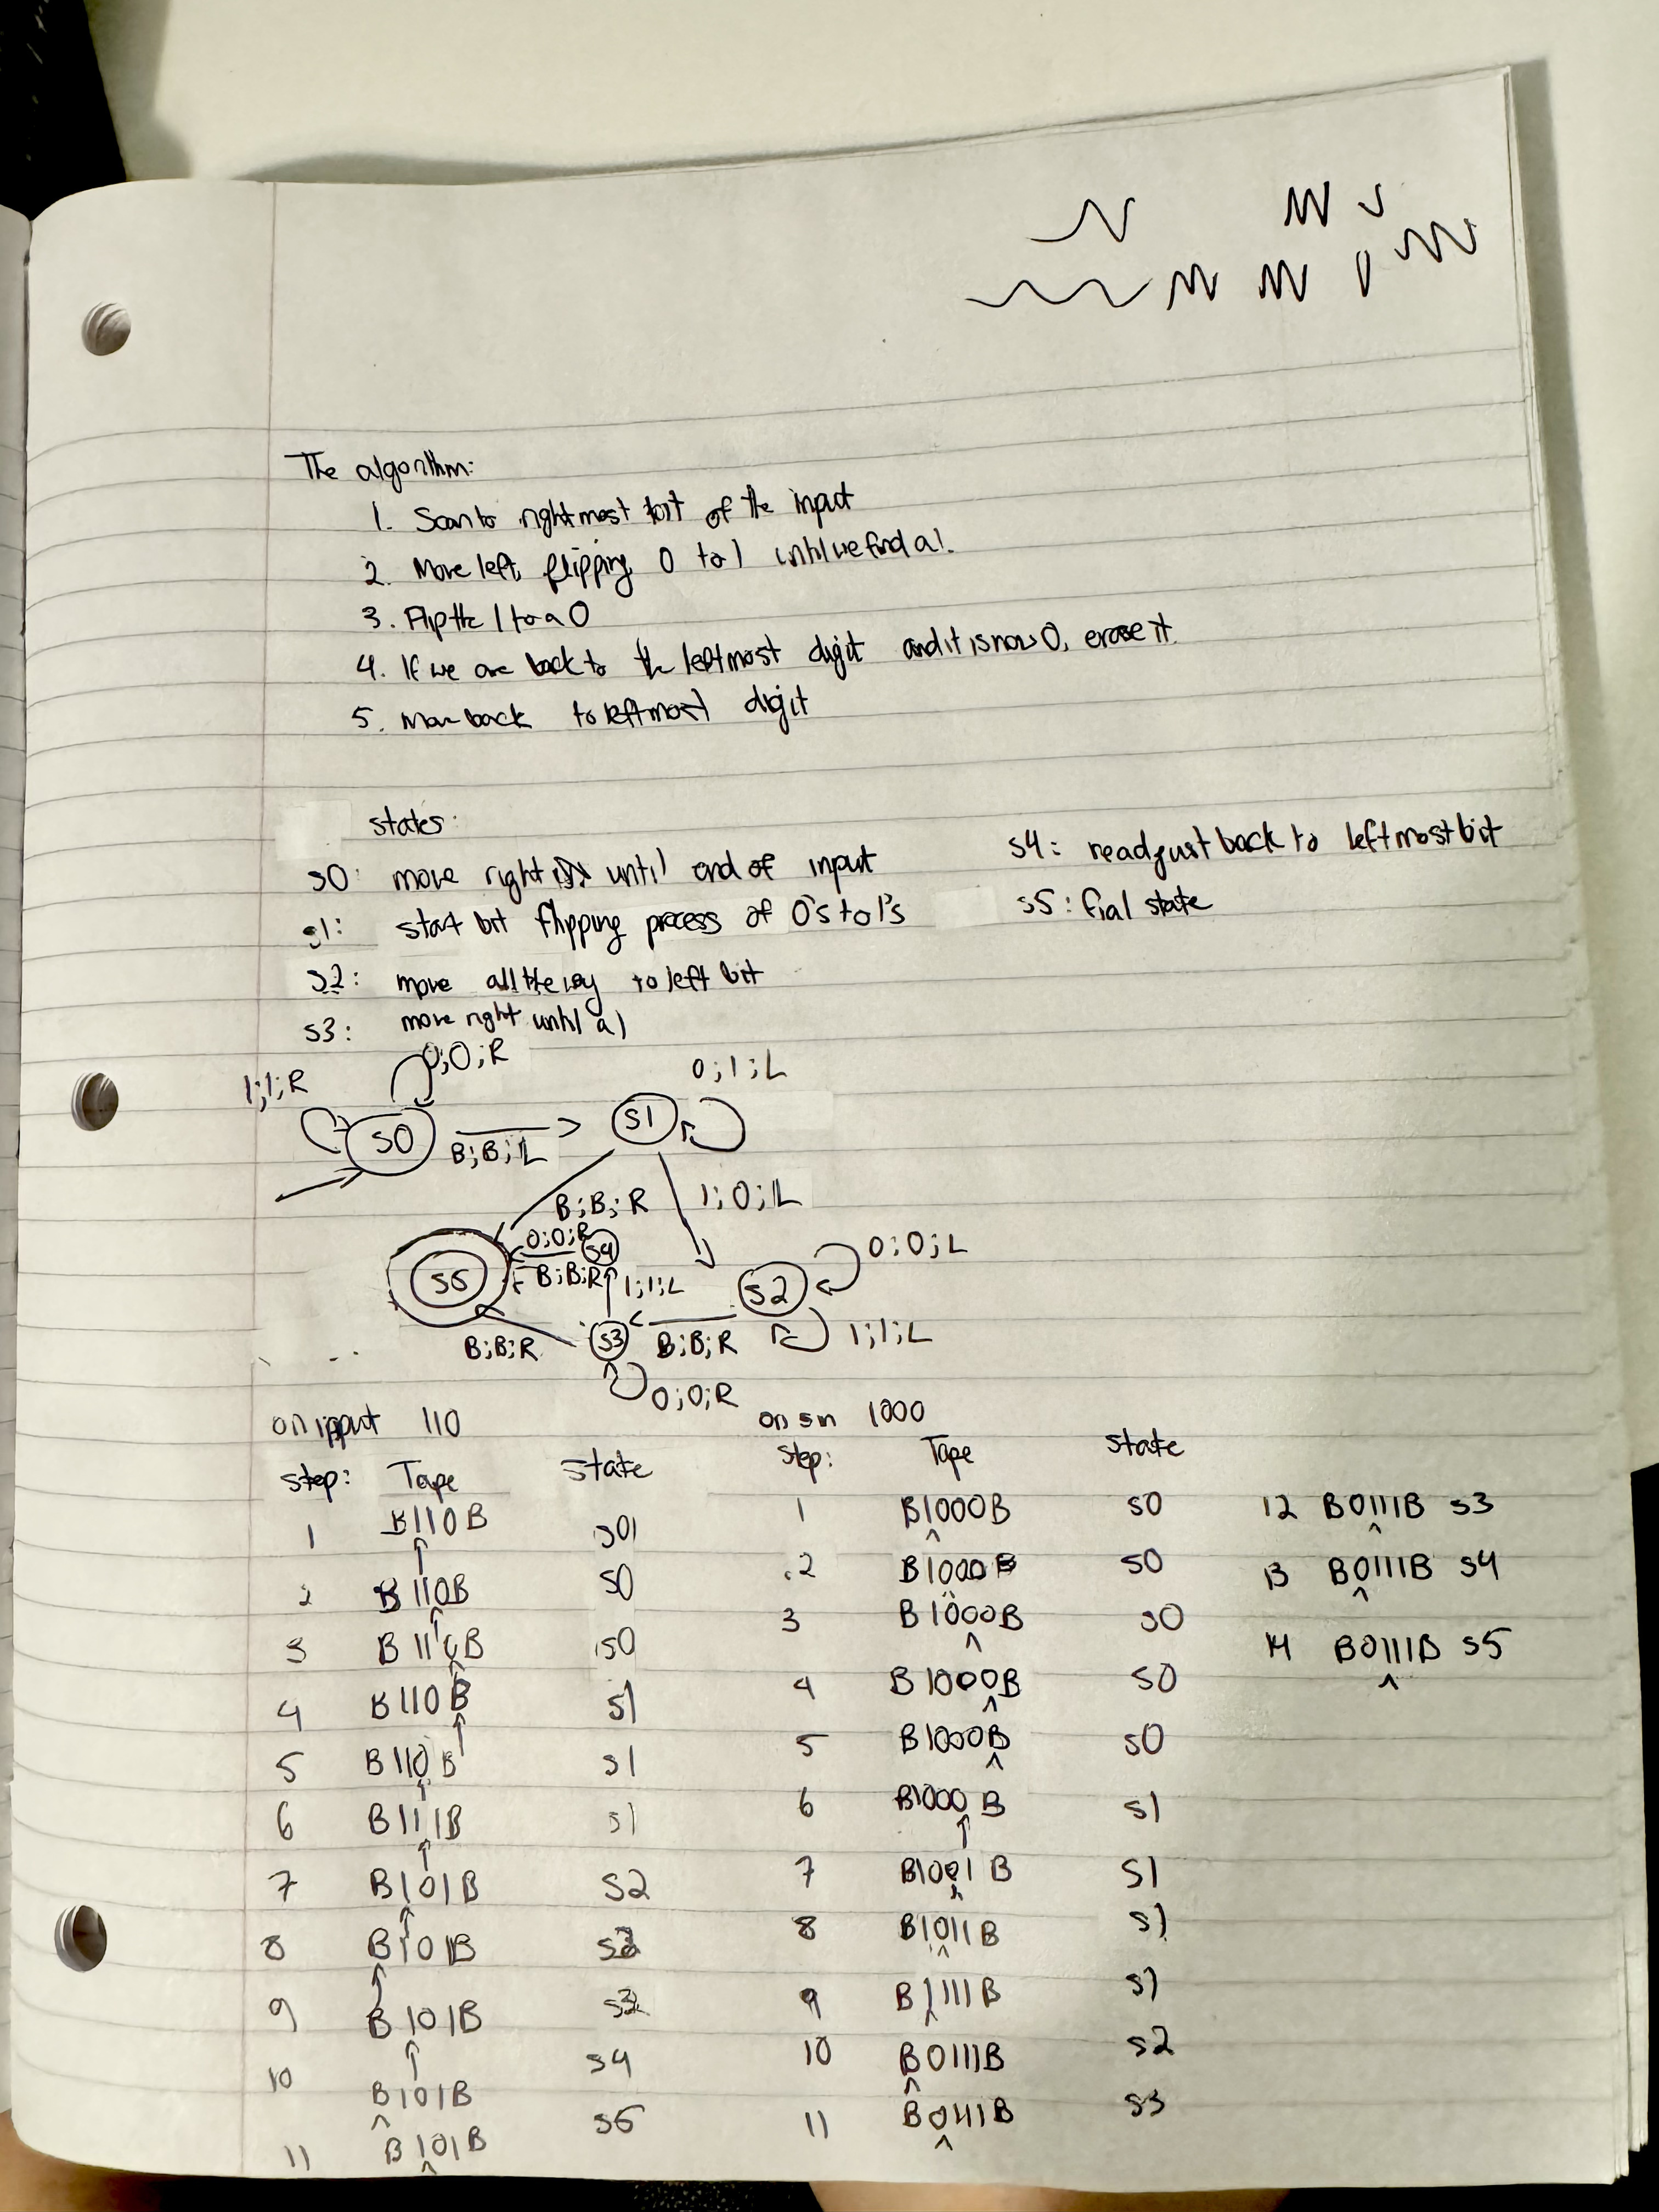 The algorithm:
1. Scan to rightmost bit of the input
2. Move left, flipping 0 to 1 until we find a 1.
3. Flip the 1 to a 0
4. If we are back to the leftmost digit and it is now 0, erase it.
5. Move back to leftmost digit
states:
s0: move right until end of input
s1: start bit flipping process of 0's to 1's
s2: move all the way to left bit
s3: move right until a 1
s4: readjust back to leftmost bit
s5: fial state
1;1;R
0;0;R
0;1;L
s0
B;B;L
s1
B;B;R
1;0;L
0;0;R
s4
0;0;L
s5
B;B;R
1;1;L
s2
B;B;R
s3
B;B;R
1;1;L
0;0;R
on input 110
step: Tape State
1 B110B s0
2 B110B s0
3 B110B s0
4 B110B s1
5 B110B s1
6 B111B s1
7 B101B s2
8 B101B
9 B101B
10 B101B s4
11 B101B s5
on 1000
Step: Tape State
1 B1000B s0
2 B1000B s0
3 B1000B s0
4 B1000B s0
5 B1000B s0
6 B1000B s1
7 B1001B s1
8 B1011B s1
9 B1111B s1
10 B0111B s2
11 B0111B s3
12 B0111B s3
13 B0111B s4
14 B0111B s5